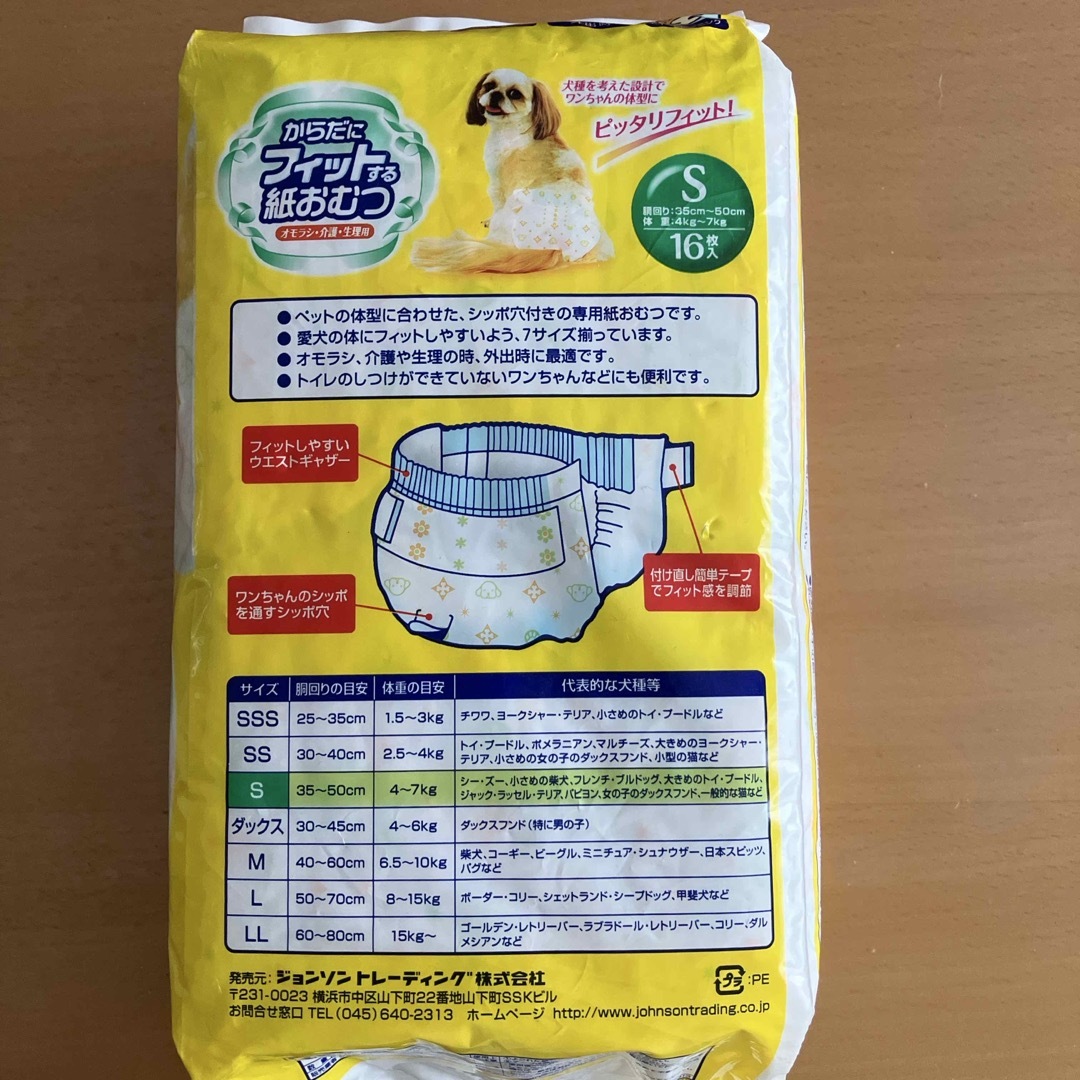 からだに
フィットする
紙おむつ
オモラシ・介護・生理用
犬種を考えた設計で
ワンちゃんの体型に
ピッタリフィット!
S
胴回り:35cm〜50cm
体 重:4kg〜7kg
16枚入
●ペットの体型に合わせた、シッポ穴付きの専用紙おむつです。
●愛犬の体にフィットしやすいよう、7サイズ揃っています。
●オモラシ、介護や生理の時、外出時に最適です。
●トイレのしつけができていないワンちゃんなどにも便利です。
フィットしやすい
ウエストギャザー
付け直し簡単テープ
でフィット感を調節
ワンちゃんのシッポ
を通すシッポ穴
サイズ 胴回りの目安 体重の目安 代表的な犬種等
SSS 25〜35cm 1.5〜3kg チワワ、ヨークシャー・テリア、小さめのトイ・プードルなど
SS 30〜40cm 2.5〜4kg トイ・プードル、ポメラニアン、マルチーズ、大きめのヨークシャー・
テリア、小さめの女の子のダックスフンド、小型の猫など
S 35〜50cm 4〜7kg シー・ズー、小さめの柴犬、フレンチ・ブルドッグ、大きめのトイ・プードル、
ジャック・ラッセル・テリア、パピヨン、女の子のダックスフンド、一般的な猫など
ダックス 30〜45cm 4〜6kg ダックスフンド(特に男の子)
M 40〜60cm 6.5〜10kg 柴犬、コーギー、ビーグル、ミニチュア・シュナウザー、日本スピッツ、
パグなど
L 50〜70cm 8〜15kg ボーダー・コリー、シェットランド・シープドッグ、甲斐犬など
LL 60〜80cm 15kg〜 ゴールデン・レトリーバー、ラブラドール・レトリーバー、コリー、ダル
メシアンなど
発売元:ジョンソントレーディング株式会社
〒231-0023 横浜市中区山下町22番地山下町SSKビル
お問合せ窓口 TEL(045)640-2313 ホームページ http://www.johnsontrading.co.jp
プラ :PE